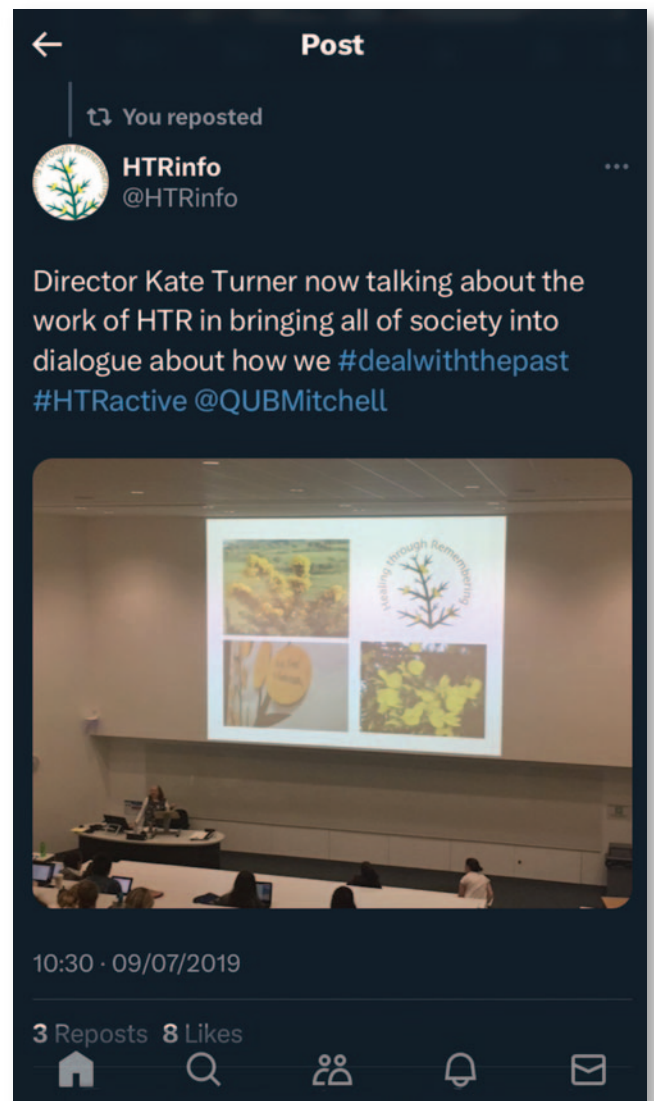 Post
You reposted
HTRinfo
@HTRinfo
Director Kate Turner now talking about the
work of HTR in bringing all of society into
dialogue about how we #dealwiththepast
#HTRactive @QUBMitchell
Healing through Remembering
10:30 · 09/07/2019
3 Reposts 8 Likes